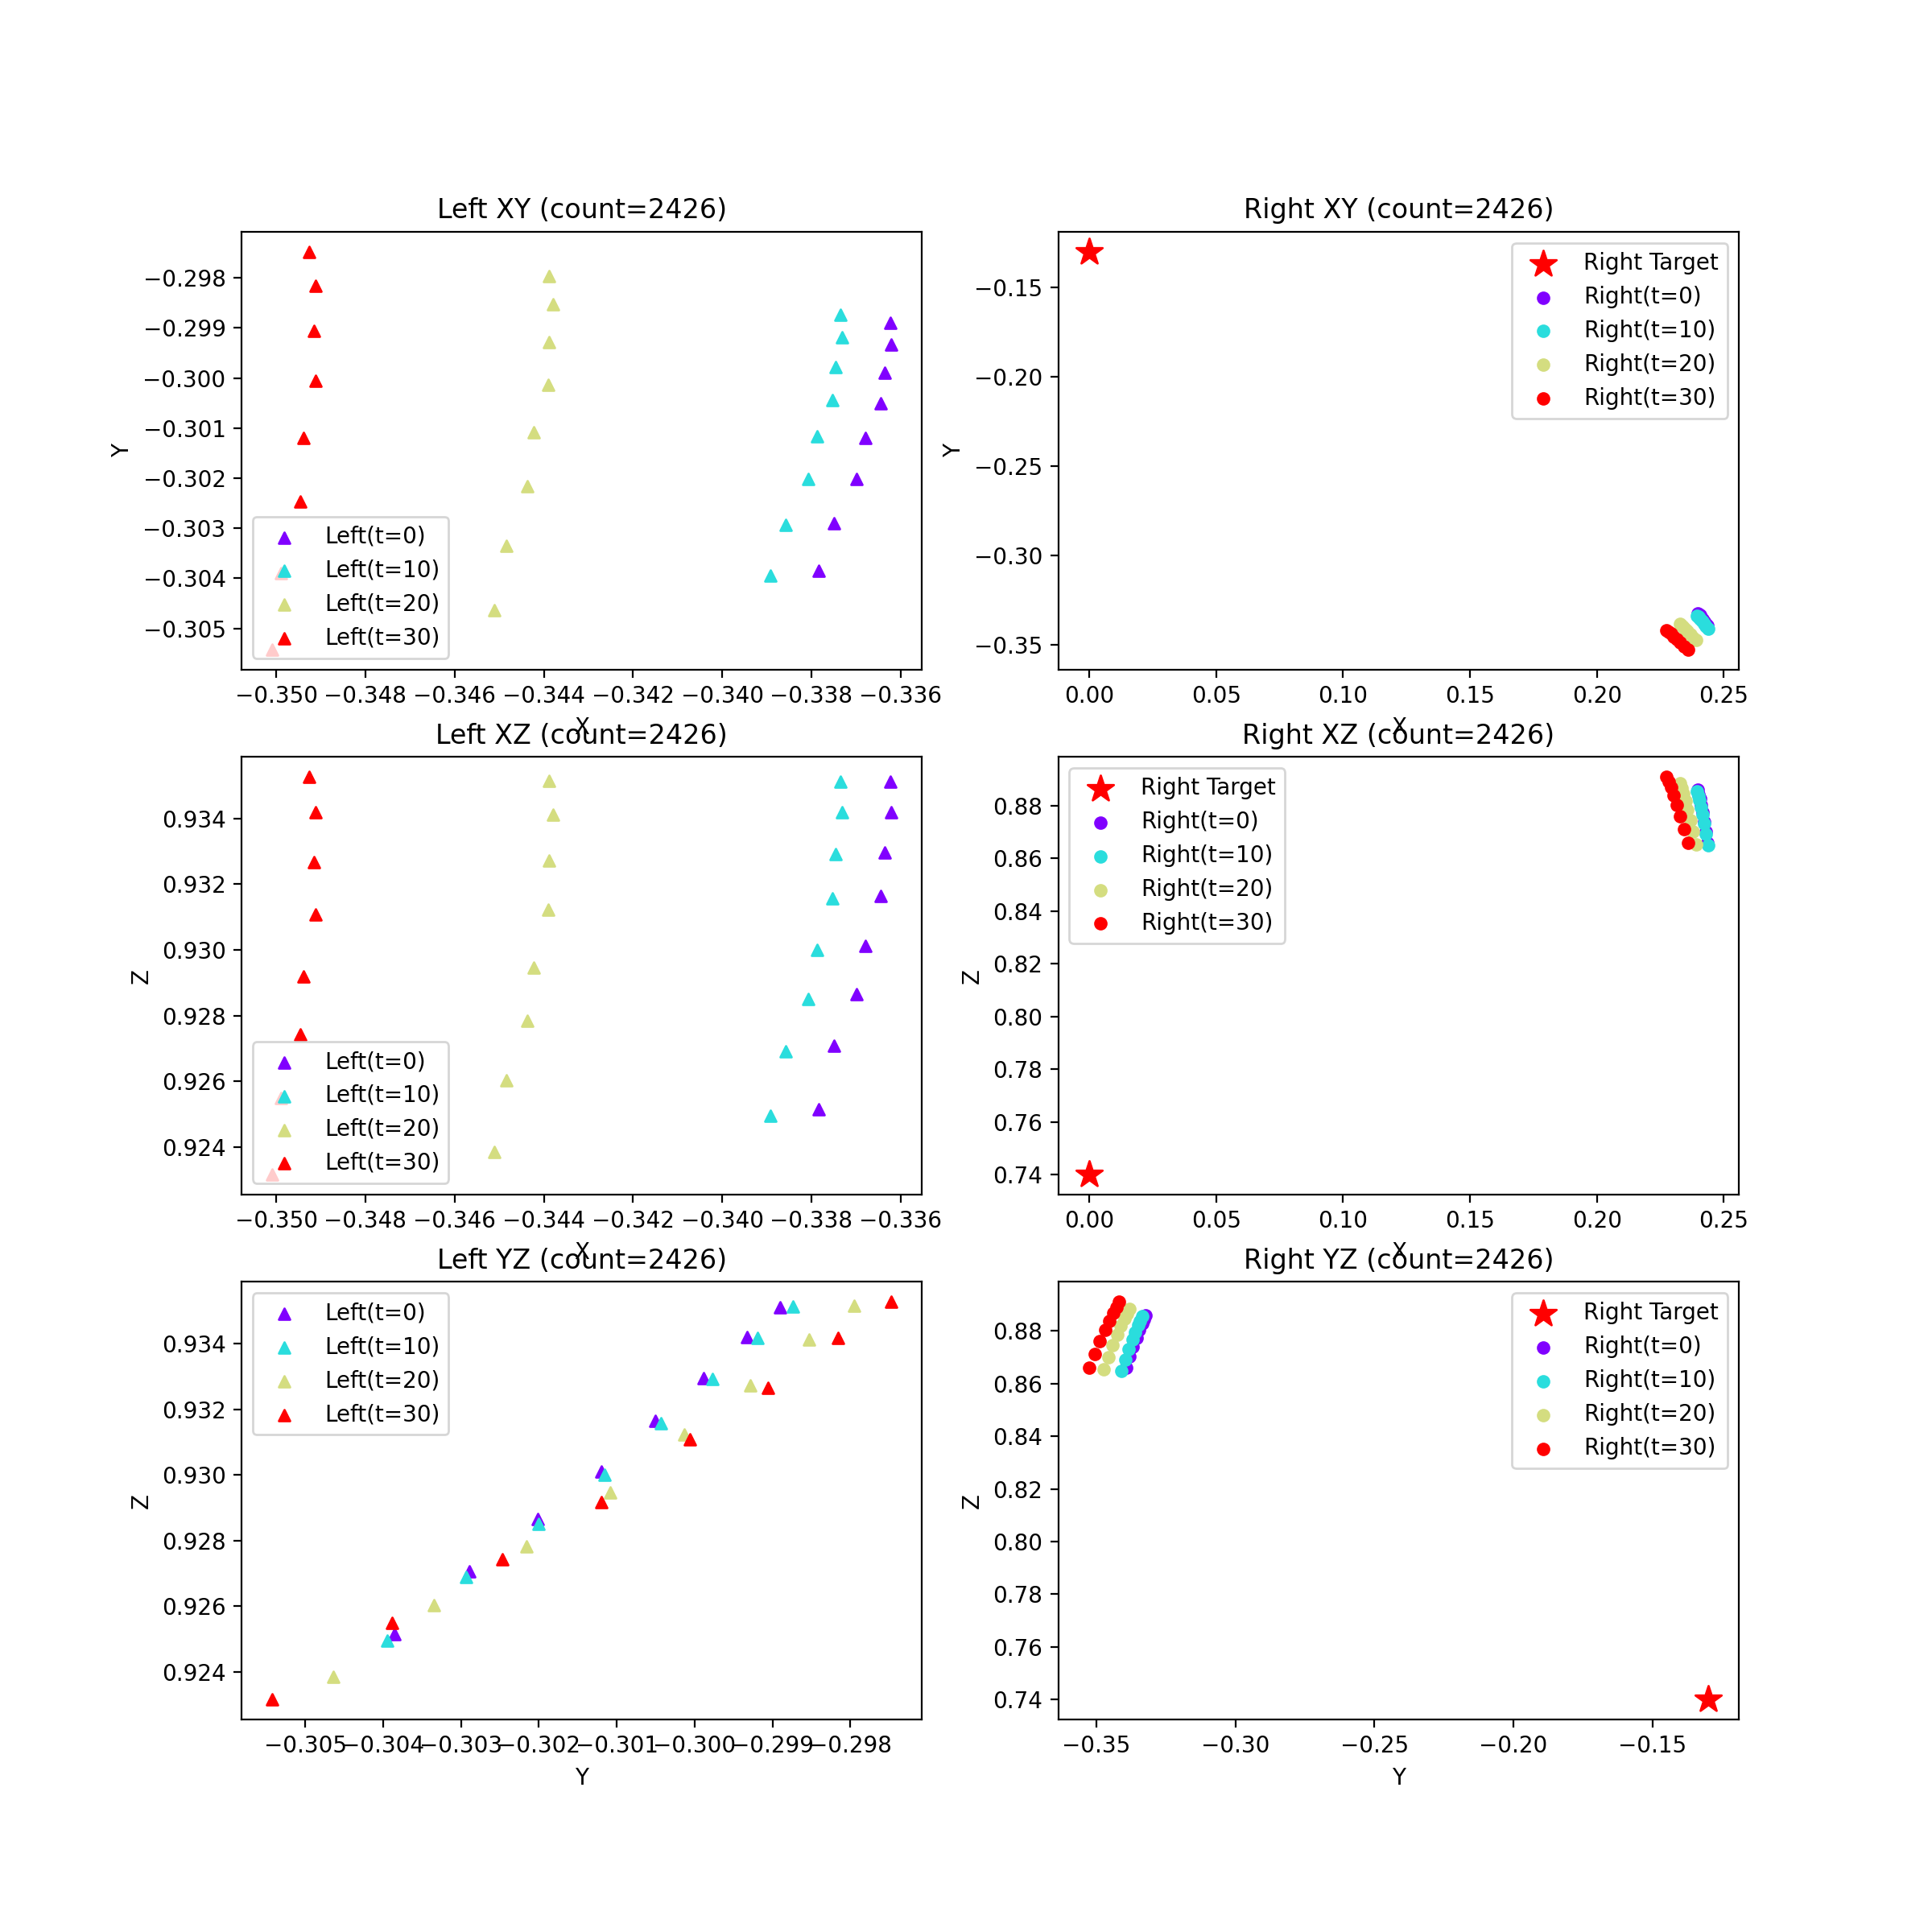 Left XY (count=2426)
Y
−0.298
−0.299
−0.300
−0.301
−0.302
−0.303
−0.304
−0.305
Left(t=0)
Left(t=10)
Left(t=20)
Left(t=30)
−0.350 −0.348 −0.346 −0.344 −0.342 −0.340 −0.338 −0.336
X
Right XY (count=2426)
Y
−0.15
−0.20
−0.25
−0.30
−0.35
Right Target
Right(t=0)
Right(t=10)
Right(t=20)
Right(t=30)
0.00 0.05 0.10 0.15 0.20 0.25
X
Left XZ (count=2426)
Z
0.934
0.932
0.930
0.928
0.926
0.924
Left(t=0)
Left(t=10)
Left(t=20)
Left(t=30)
−0.350 −0.348 −0.346 −0.344 −0.342 −0.340 −0.338 −0.336
X
Right XZ (count=2426)
Z
0.88
0.86
0.84
0.82
0.80
0.78
0.76
0.74
Right Target
Right(t=0)
Right(t=10)
Right(t=20)
Right(t=30)
0.00 0.05 0.10 0.15 0.20 0.25
X
Left YZ (count=2426)
Z
0.934
0.932
0.930
0.928
0.926
0.924
Left(t=0)
Left(t=10)
Left(t=20)
Left(t=30)
−0.305 −0.304 −0.303 −0.302 −0.301 −0.300 −0.299 −0.298
Y
Right YZ (count=2426)
Z
0.88
0.86
0.84
0.82
0.80
0.78
0.76
0.74
Right Target
Right(t=0)
Right(t=10)
Right(t=20)
Right(t=30)
−0.35 −0.30 −0.25 −0.20 −0.15
Y